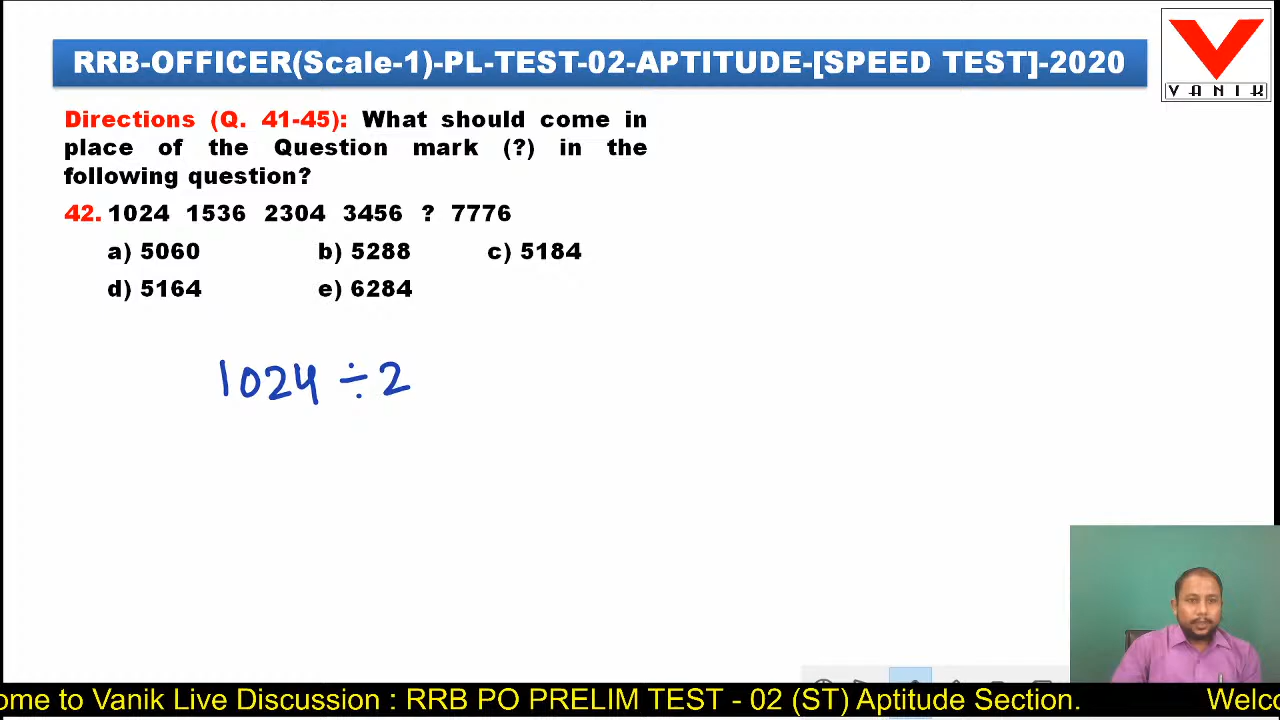 RRB-OFFICER(Scale-1)-PL-TEST-02-APTITUDE-[SPEED TEST]-2020
VANIK
Directions (Q. 41-45): What should come in
place of the Question mark (?) in the
following question?
42. 1024 1536 2304 3456 ? 7776
a) 5060 b) 5288 c) 5184
d) 5164 e) 6284
1024 ÷ 2
ome to Vanik Live Discussion : RRB PO PRELIM TEST - 02 (ST) Aptitude Section. Welco